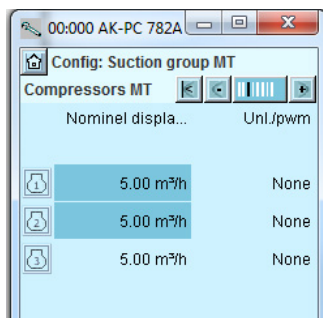 00:000 AK-PC 782A
Config: Suction group MT
Compressors MT
Nominel displa... Unl./pwm
1 5.00 m³/h None
2 5.00 m³/h None
3 5.00 m³/h None